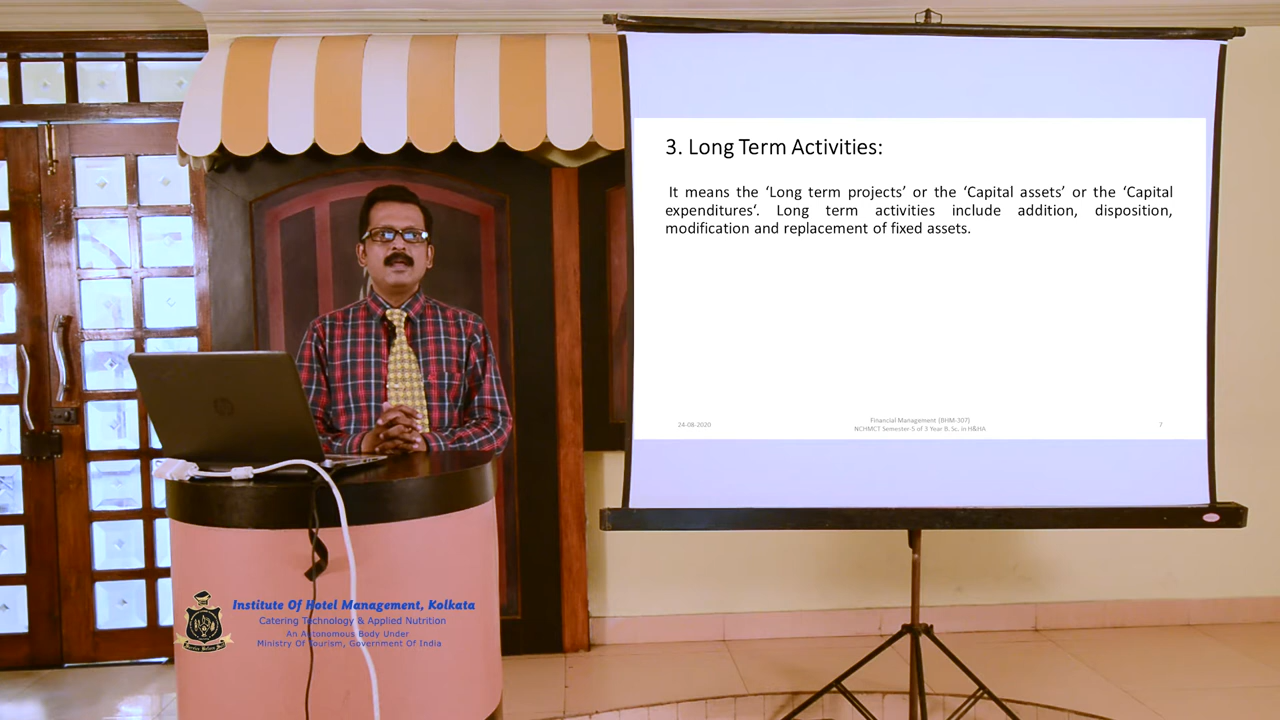 3. Long Term Activities:
It means the ‘Long term projects’ or the ‘Capital assets’ or the ‘Capital
expenditures‘. Long term activities include addition, disposition,
modification and replacement of fixed assets.
24-08-2020
Financial Management (BHM-307)
NCHMCT Semester 5 of 3 Year B.Sc. in H&HA
7
Institute Of Hotel Management, Kolkata
Catering Technology & Applied Nutrition
An Autonomous Body Under
Ministry Of Tourism, Government Of India